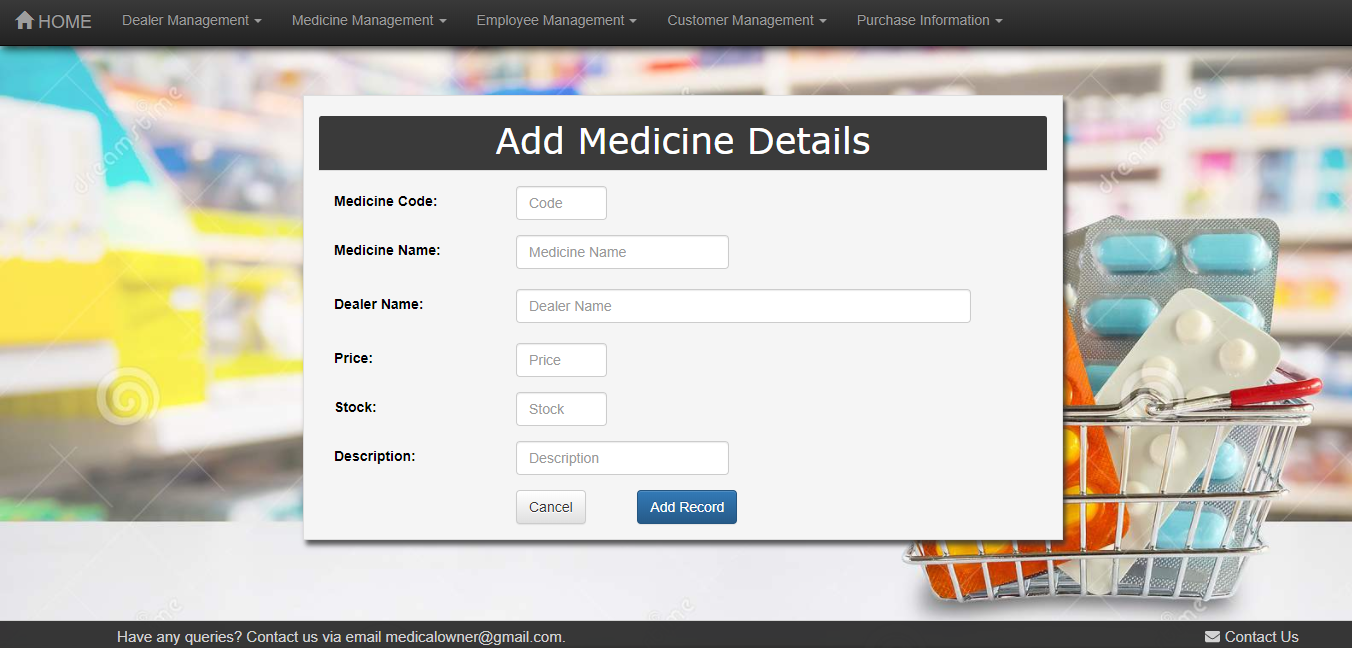 HOME Dealer Management Medicine Management Employee Management Customer Management Purchase Information
dreamstime
dreamstime
Add Medicine Details
Medicine Code: Code
Medicine Name: Medicine Name
Dealer Name: Dealer Name
Price: Price
Stock: Stock
Description: Description
Cancel Add Record
Have any queries? Contact us via email medicalowner@gmail.com. Contact Us